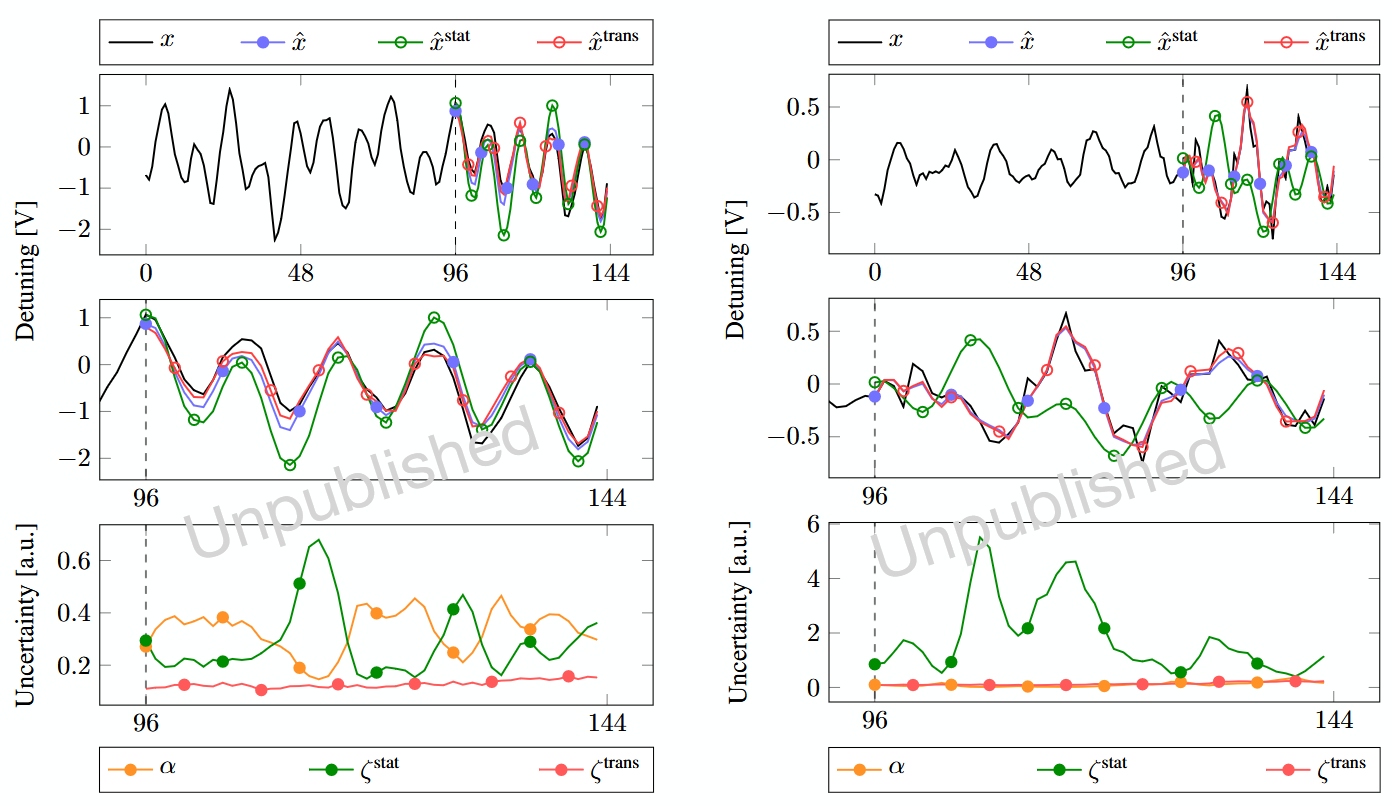 x x̂ x̂stat x̂trans
1
0
−1
−2
0 48 96 144
Detuning [V]
1
0
−1
−2
96 144
Unpublished
0.6
0.4
0.2
Uncertainty [a.u.]
96 144
α ζstat ζtrans
x x̂ x̂stat x̂trans
0.5
0
−0.5
0 48 96 144
Detuning [V]
0.5
0
−0.5
96 144
Unpublished
6
4
2
0
Uncertainty [a.u.]
96 144
α ζstat ζtrans